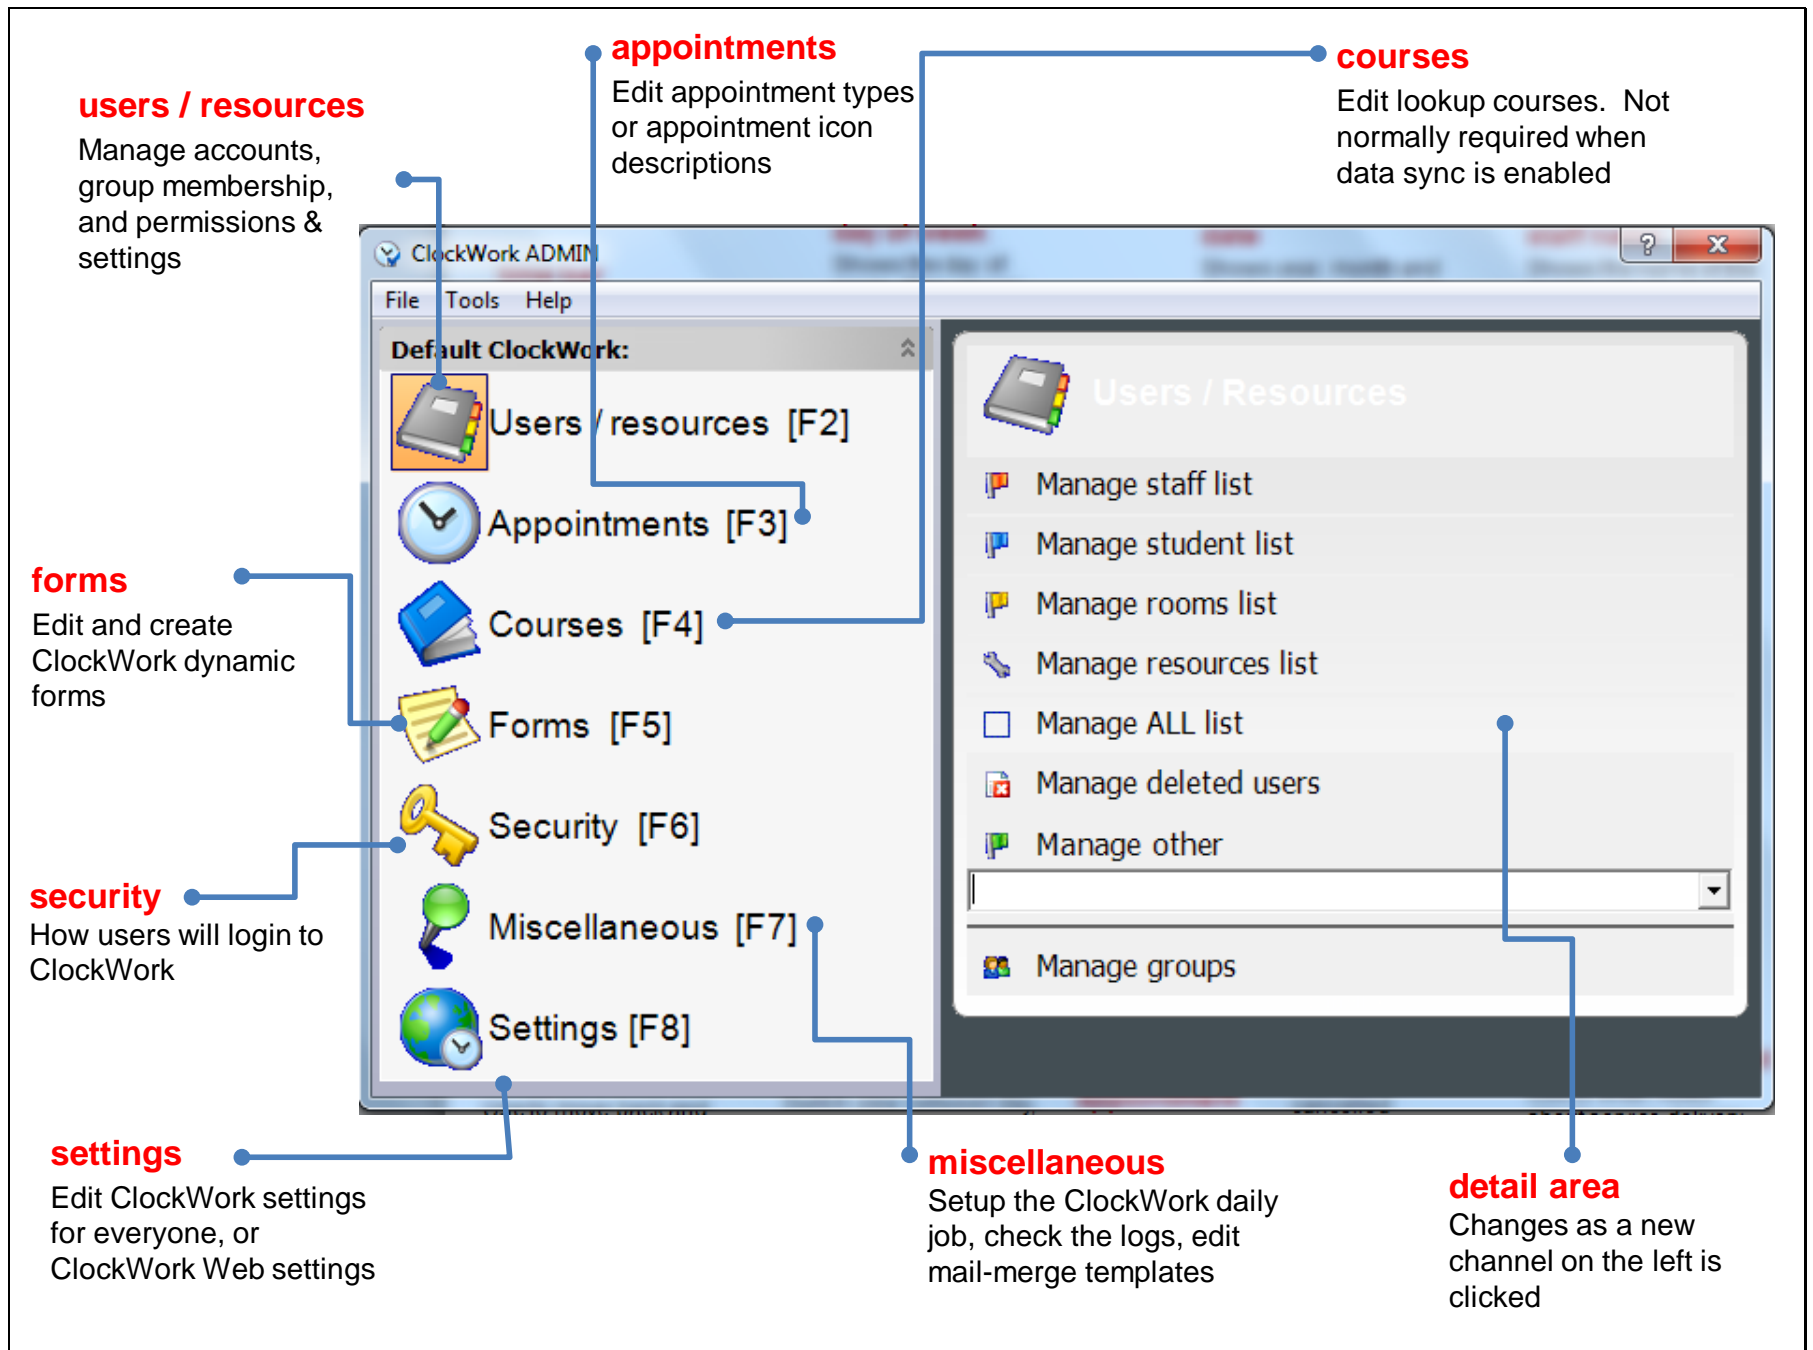 appointments
Edit appointment types
or appointment icon
descriptions
courses
Edit lookup courses.  Not
normally required when
data sync is enabled
users / resources
Manage accounts,
group membership,
and permissions &
settings
ClockWork ADMIN
File Tools Help
Default ClockWork:
Users / resources [F2]
Appointments [F3]
Courses [F4]
Forms [F5]
Security [F6]
Miscellaneous [F7]
Settings [F8]
Users / Resources
Manage staff list
Manage student list
Manage rooms list
Manage resources list
Manage ALL list
Manage deleted users
Manage other
Manage groups
forms
Edit and create
ClockWork dynamic
forms
security
How users will login to
ClockWork
settings
Edit ClockWork settings
for everyone, or
ClockWork Web settings
miscellaneous
Setup the ClockWork daily
job, check the logs, edit
mail-merge templates
detail area
Changes as a new
channel on the left is
clicked